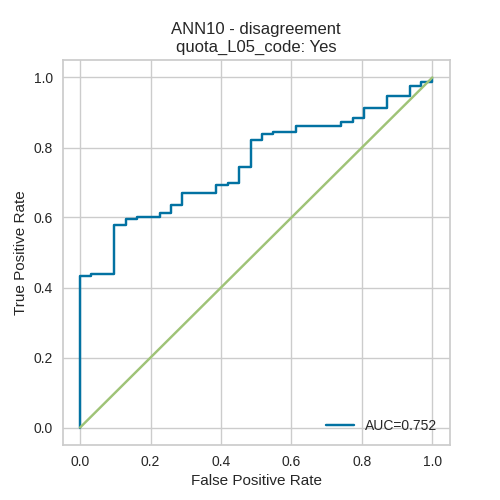 ANN10 - disagreement
quota_L05_code: Yes
1.0
0.8
0.6
0.4
0.2
0.0
True Positive Rate
AUC=0.752
0.0 0.2 0.4 0.6 0.8 1.0
False Positive Rate